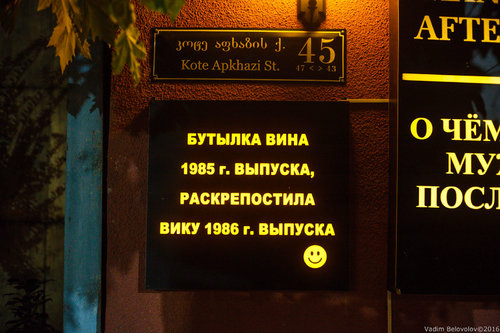 კოტე აფხაზის ქ.
Kote Apkhazi St.
45
47 < > 43
БУТЫЛКА ВИНА
1985 г. ВЫПУСКА,
РАСКРЕПОСТИЛА
ВИКУ 1986 г. ВЫПУСКА
AFTE
О ЧЁМ
МУЖ
ПОСЛ
Vadim Belovolov©2016